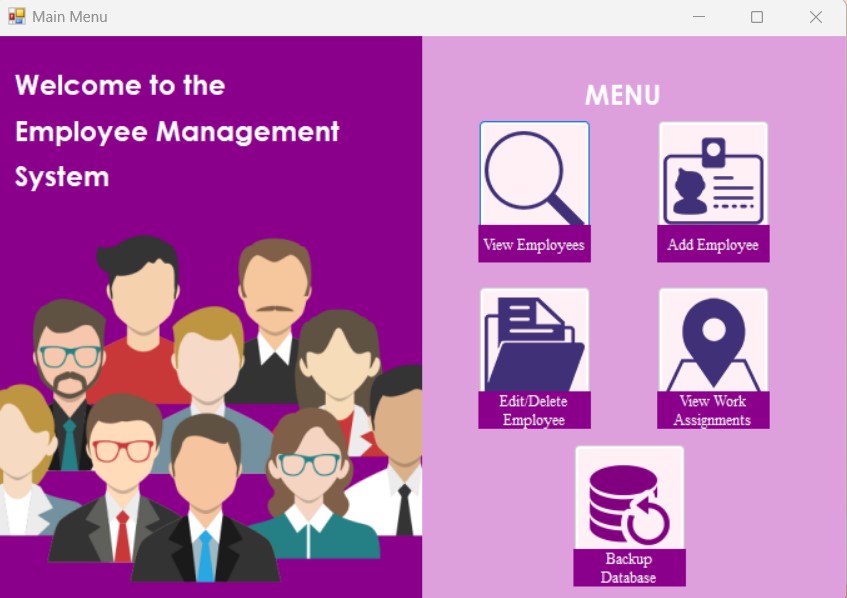 Main Menu
Welcome to the
Employee Management
System
MENU
View Employees
Add Employee
Edit/Delete
Employee
View Work
Assignments
Backup
Database